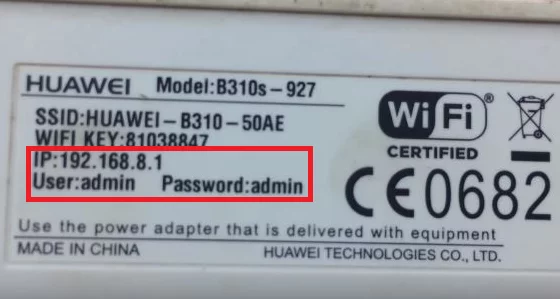 HUAWEI Model:B310s-927
SSID:HUAWEI-B310-50AE
WIFI KEY:81038847
IP:192.168.8.1
User:admin Password:admin
WiFi
CERTIFIED
CE0682
Use the power adapter that is delivered with equipment
MADE IN CHINA HUAWEI TECHNOLOGIES CO., LTD.